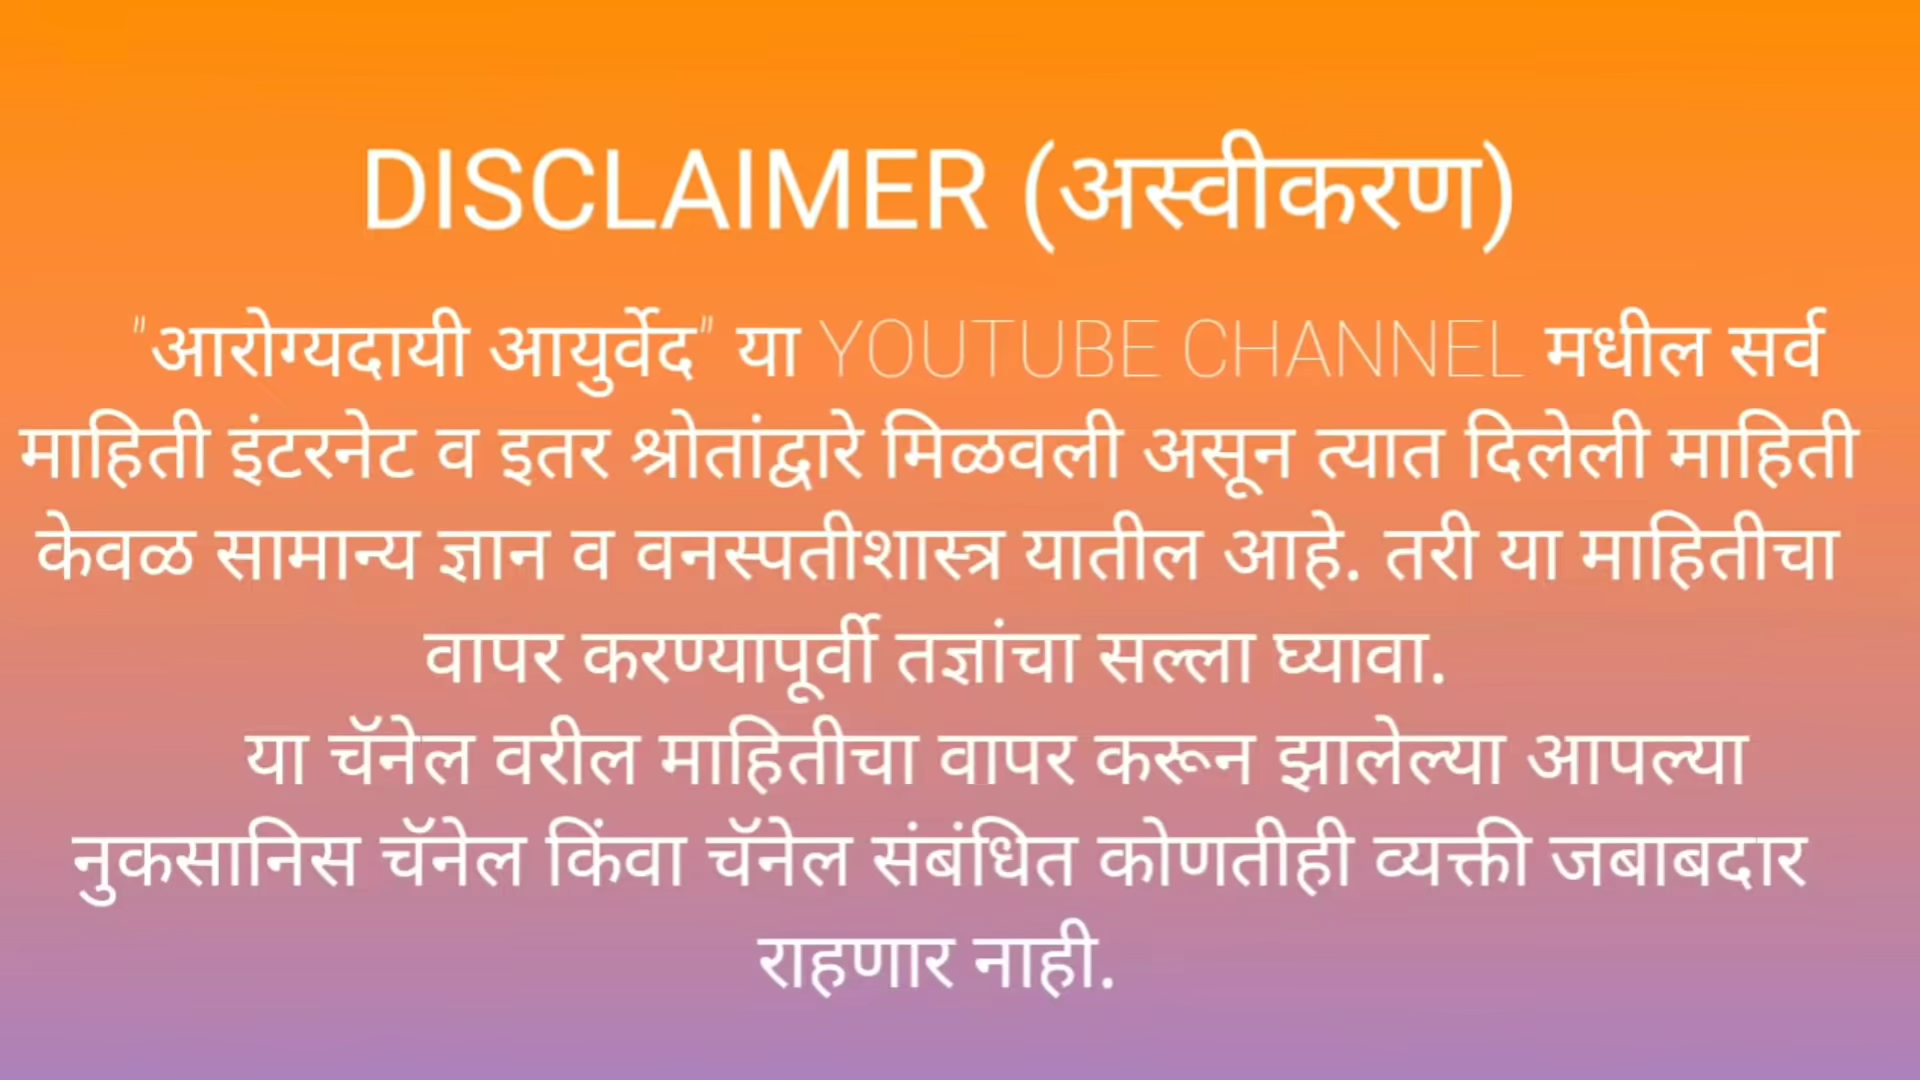 DISCLAIMER (अस्वीकरण)
"आरोग्यदायी आयुर्वेद" या YOUTUBE CHANNEL मधील सर्व
माहिती इंटरनेट व इतर श्रोतांद्वारे मिळवली असून त्यात दिलेली माहिती
केवळ सामान्य ज्ञान व वनस्पतीशास्त्र यातील आहे. तरी या माहितीचा
वापर करण्यापूर्वी तज्ञांचा सल्ला घ्यावा.
या चॅनेल वरील माहितीचा वापर करून झालेल्या आपल्या
नुकसानिस चॅनेल किंवा चॅनेल संबंधित कोणतीही व्यक्ती जबाबदार
राहणार नाही.